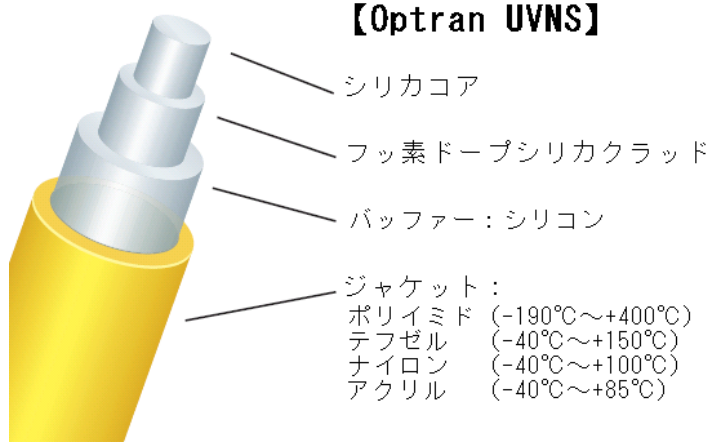 【Optran UVNS】
シリカコア
フッ素ドープシリカクラッド
バッファー：シリコン
ジャケット：
ポリイミド (-190℃～+400℃)
テフゼル (-40℃～+150℃)
ナイロン (-40℃～+100℃)
アクリル (-40℃～+85℃)